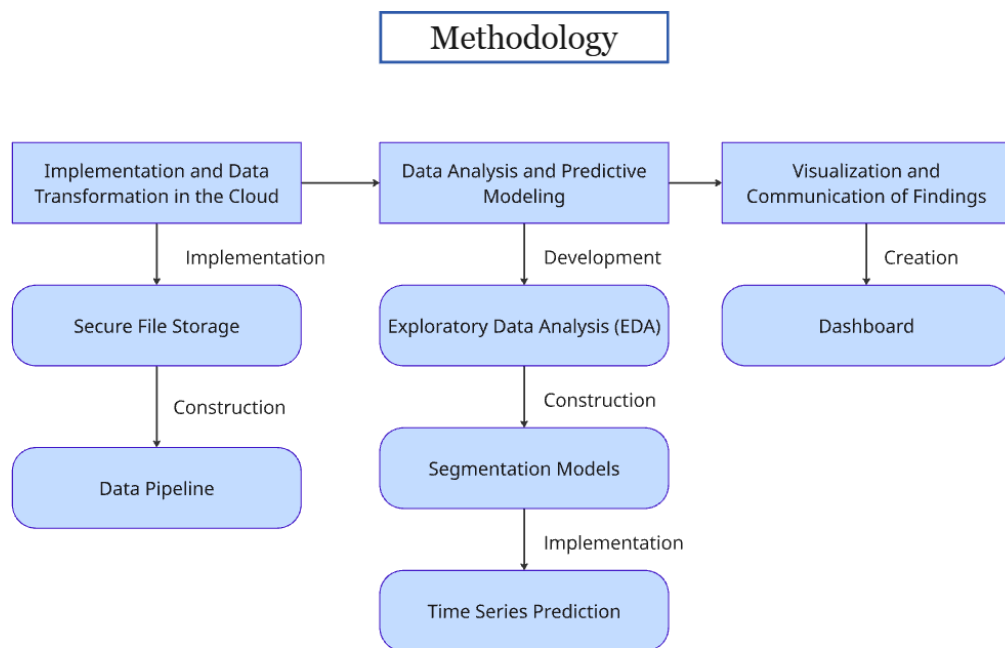 Methodology
Implementation and Data
Transformation in the Cloud
Data Analysis and Predictive
Modeling
Visualization and
Communication of Findings
Implementation
Development
Creation
Secure File Storage
Exploratory Data Analysis (EDA)
Dashboard
Construction
Construction
Data Pipeline
Segmentation Models
Implementation
Time Series Prediction